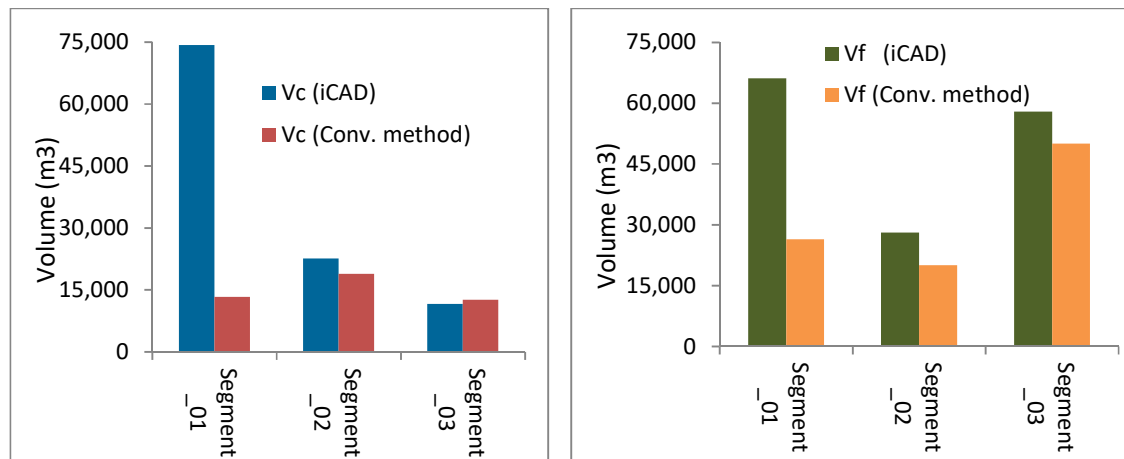 75,000
60,000
45,000
30,000
15,000
0
Volume (m3)
Vc (iCAD)
Vc (Conv. method)
Segment
_01
Segment
_02
Segment
_03
75,000
60,000
45,000
30,000
15,000
0
Volume (m3)
Vf (iCAD)
Vf (Conv. method)
Segment
_01
Segment
_02
Segment
_03